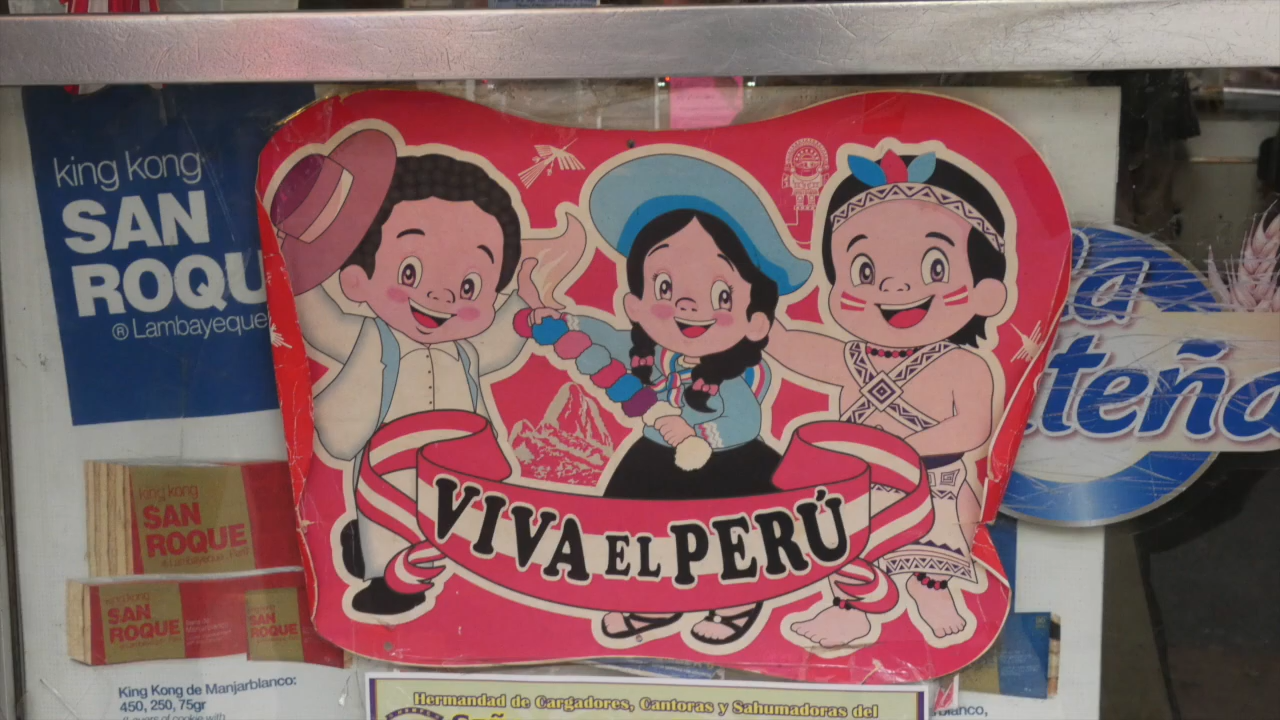 king kong
SAN
ROQU
® Lambayeque
VIVA EL PERÚ
teña
king kong
SAN
ROQUE
SAN
ROQUE
SAN
ROQUE
King Kong de Manjarblanco:
450, 250, 75gr
Hermandad de Cargadores, Cantoras y Sahumadoras del